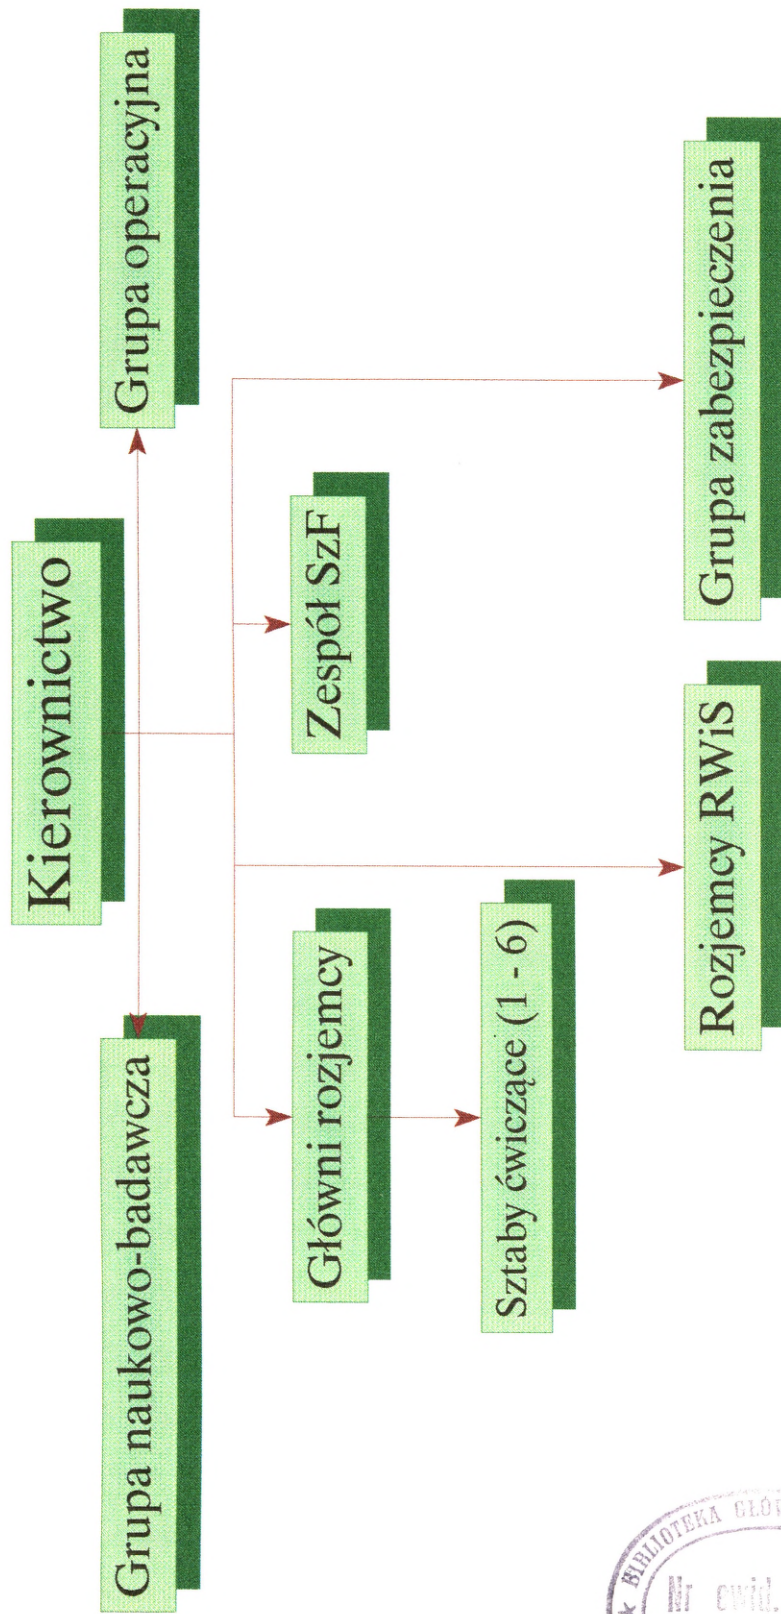 Kierownictwo
Grupa naukowo-badawcza
Grupa operacyjna
Główni rozjemcy
Zespół SzF
Sztaby ćwiczące (1 - 6)
Rozjemcy RWiS
Grupa zabezpieczenia
BIBLIOTEKA
Nr ewid.